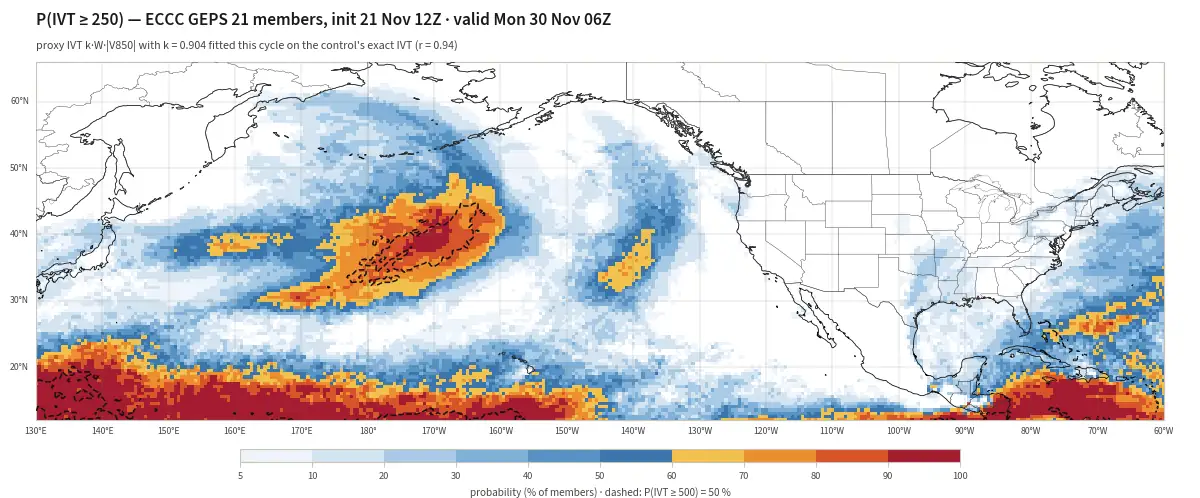 P(IVT ≥ 250) — ECCC GEPS 21 members, init 21 Nov 12Z · valid Mon 30 Nov 06Z
proxy IVT k·W·|V850| with k = 0.904 fitted this cycle on the control's exact IVT (r = 0.94)
60°N
50°N
40°N
30°N
20°N
130°E 140°E 150°E 160°E 170°E 180° 170°W 160°W 150°W 140°W 130°W 120°W 110°W 100°W 90°W 80°W 70°W 60°W
5 10 20 30 40 50 60 70 80 90 100
probability (% of members) · dashed: P(IVT ≥ 500) = 50 %